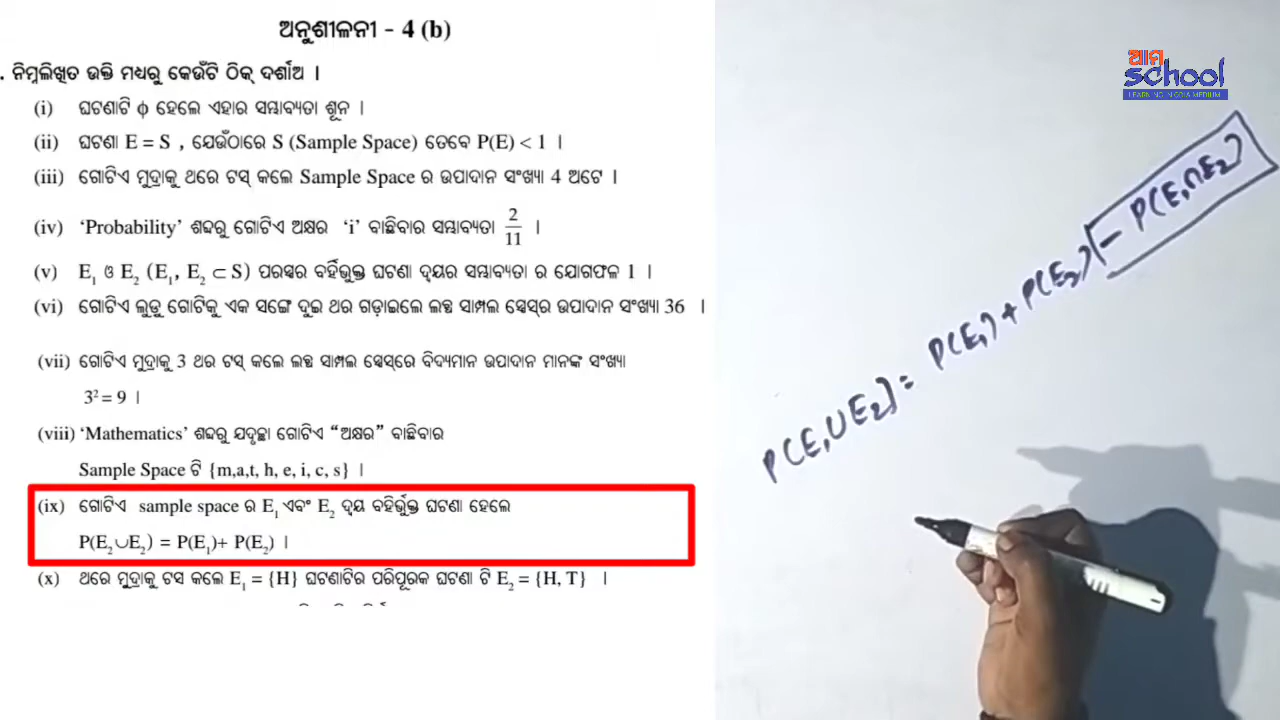 ଅନୁଶୀଳନୀ - 4 (b)
. ନିମ୍ନଲିଖିତ ଉକ୍ତି ମଧ୍ୟରୁ କେଉଁଟି ଠିକ୍ ଦର୍ଶାଅ ।
(i) ଘଟଣାଟି ϕ ହେଲେ ଏହାର ସମ୍ଭାବ୍ୟତା ଶୂନ ।
(ii) ଘଟଣା E = S , ଯେଉଁଠାରେ S (Sample Space) ତେବେ P(E) < 1 ।
(iii) ଗୋଟିଏ ମୁଦ୍ରାକୁ ଥରେ ଟସ୍ କଲେ Sample Space ର ଉପାଦାନ ସଂଖ୍ୟା 4 ଅଟେ ।
(iv) ‘Probability’ ଶବ୍ଦରୁ ଗୋଟିଏ ଅକ୍ଷର ‘i’ ବାଛିବାର ସମ୍ଭାବ୍ୟତା 2/11 ।
(v) E₁ ଓ E₂ (E₁, E₂ ⊂ S) ପରସ୍ପର ବର୍ହିଭୁକ୍ତ ଘଟଣା ଦ୍ୱୟର ସମ୍ଭାବ୍ୟତା ର ଯୋଗଫଳ 1 ।
(vi) ଗୋଟିଏ ଲୁଡୁ ଗୋଟିକୁ ଏକ ସଙ୍ଗେ ଦୁଇ ଥର ଗଡ଼ାଇଲେ ଲବ୍ଧ ସାମ୍ପଲ ସ୍ପେସ୍‌ର ଉପାଦାନ ସଂଖ୍ୟା 36 ।
(vii) ଗୋଟିଏ ମୁଦ୍ରାକୁ 3 ଥର ଟସ୍ କଲେ ଲବ୍ଧ ସାମ୍ପଲ ସ୍ପେସ୍‌ରେ ବିଦ୍ୟମାନ ଉପାଦାନ ମାନଙ୍କ ସଂଖ୍ୟା
3² = 9 ।
(viii) ‘Mathematics’ ଶବ୍ଦରୁ ଯଦୃଚ୍ଛା ଗୋଟିଏ “ଅକ୍ଷର” ବାଛିବାର
Sample Space ଟି {m,a,t, h, e, i, c, s} ।
(ix) ଗୋଟିଏ sample space ର E₁ ଏବଂ E₂ ଦ୍ୱୟ ବହିର୍ଭୁକ୍ତ ଘଟଣା ହେଲେ
P(E₂∪E₂) = P(E₁)+ P(E₂) ।
(x) ଥରେ ମୁଦ୍ରାକୁ ଟସ କଲେ E₁ = {H} ଘଟଣାଟିର ପରିପୂରକ ଘଟଣା ଟି E₂ = {H, T} ।
ଆମ
school
LEARNING IN ODIA MEDIUM
P(E₁∪E₂) = P(E₁) + P(E₂) - P(E₁∩E₂)